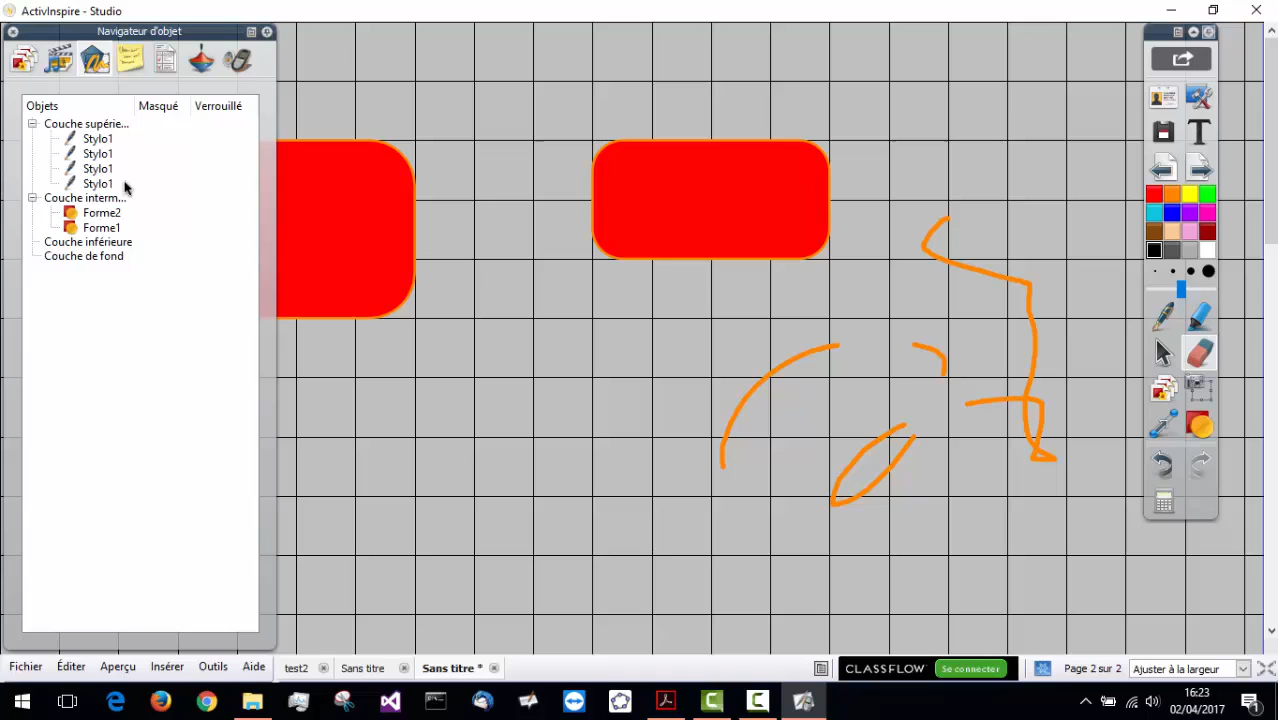 ActivInspire - Studio
Navigateur d'objet
Objets Masqué Verrouillé
Couche supérie...
Stylo1
Stylo1
Stylo1
Stylo1
Couche interm...
Forme2
Forme1
Couche inférieure
Couche de fond
Fichier Éditer Aperçu Insérer Outils Aide test2 Sans titre Sans titre * CLASSFLOW Se connecter Page 2 sur 2 Ajuster à la largeur
16:23
02/04/2017